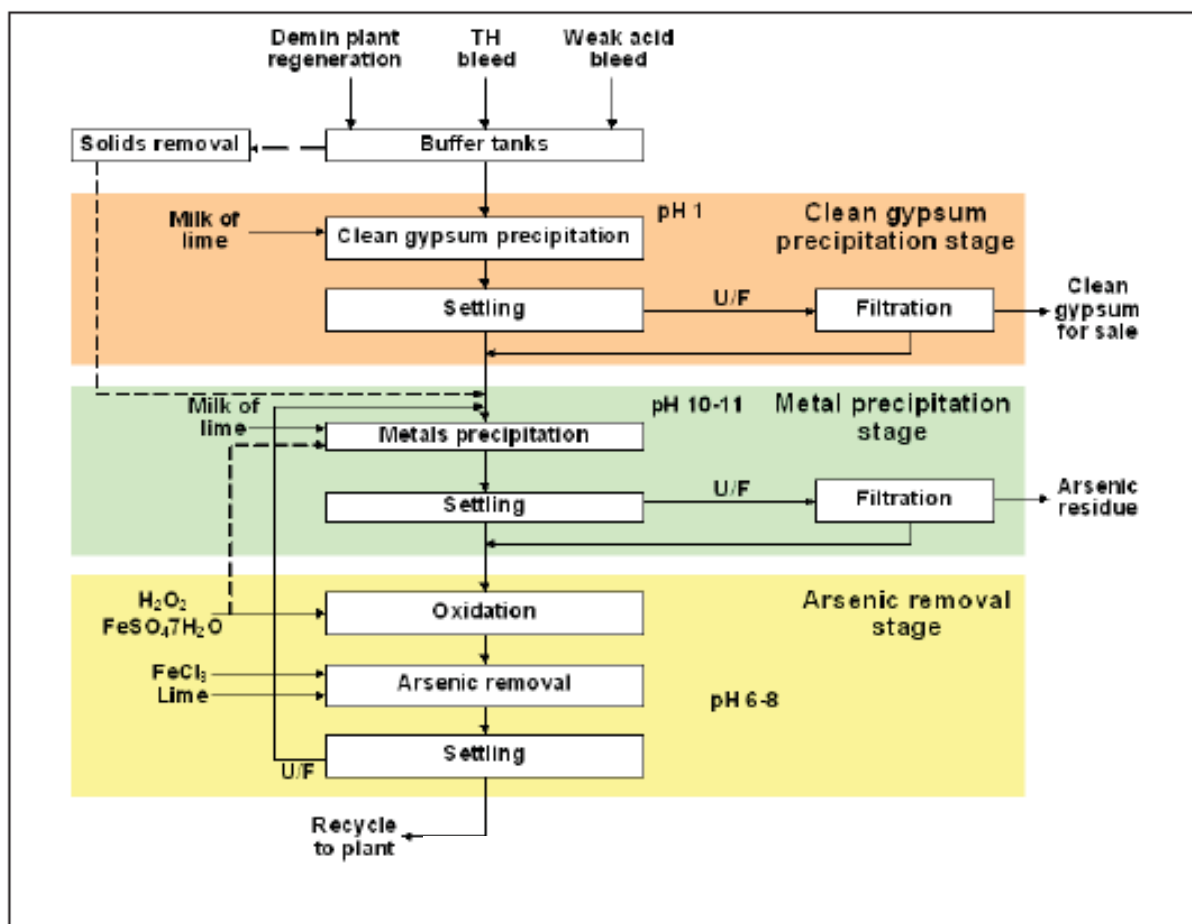 Demin plant
regeneration
TH
bleed
Weak acid
bleed
Solids removal
Buffer tanks
Milk of
lime
Clean gypsum precipitation
pH 1
Clean gypsum
precipitation stage
Settling
U/F
Filtration
Clean
gypsum
for sale
Milk of
lime
Metals precipitation
pH 10-11
Metal precipitation
stage
Settling
U/F
Filtration
Arsenic
residue
H₂O₂
FeSO₄7H₂O
Oxidation
Arsenic removal
stage
FeCl₃
Lime
Arsenic removal
pH 6-8
Settling
U/F
Recycle
to plant